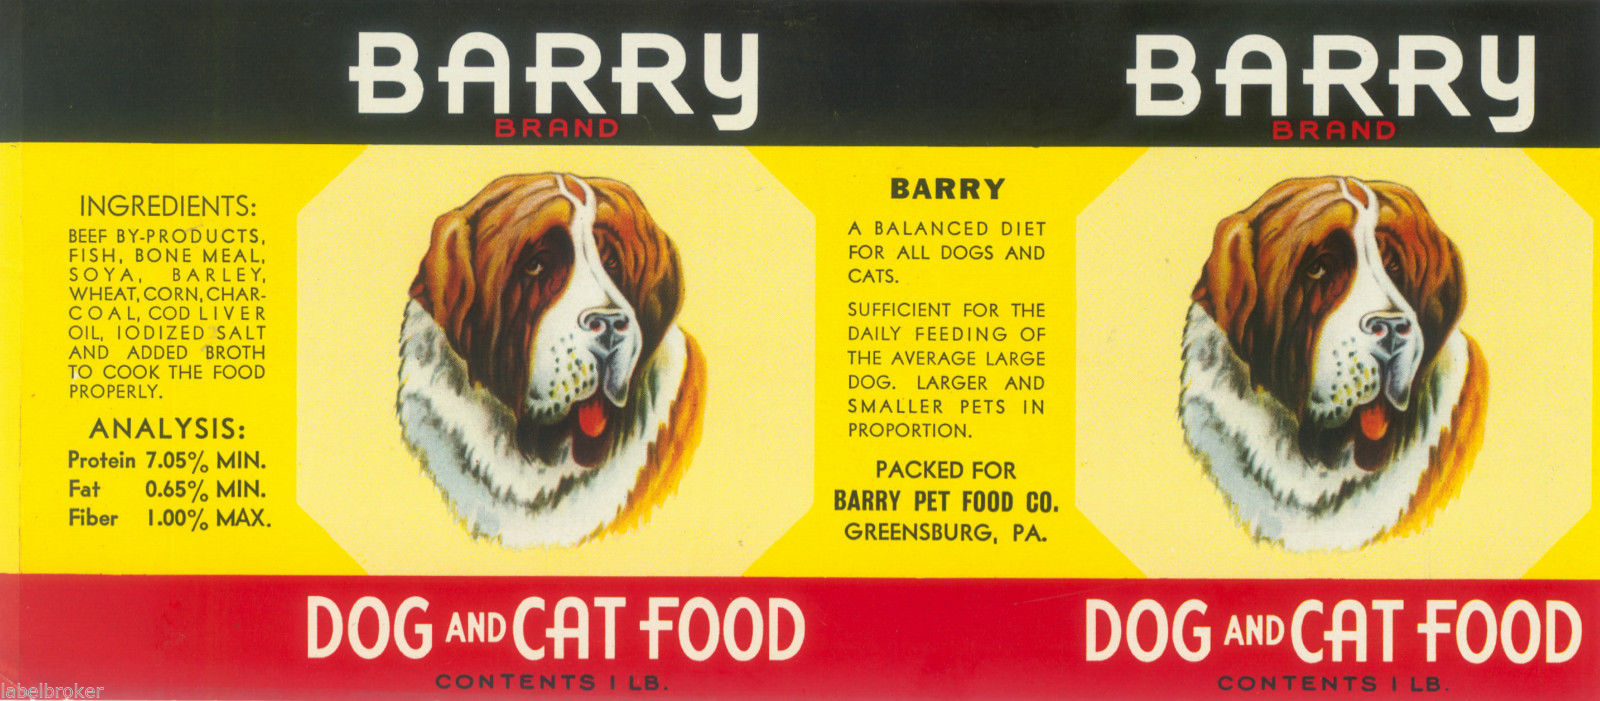 BARRY
BRAND
INGREDIENTS:
BEEF BY-PRODUCTS,
FISH, BONE MEAL,
SOYA, BARLEY,
WHEAT, CORN, CHAR-
COAL, COD LIVER
OIL, IODIZED SALT
AND ADDED BROTH
TO COOK THE FOOD
PROPERLY.
ANALYSIS:
Protein 7.05% MIN.
Fat 0.65% MIN.
Fiber 1.00% MAX.
DOG AND CAT FOOD
CONTENTS 1 LB.
BARRY
A BALANCED DIET
FOR ALL DOGS AND
CATS.
SUFFICIENT FOR THE
DAILY FEEDING OF
THE AVERAGE LARGE
DOG. LARGER AND
SMALLER PETS IN
PROPORTION.
PACKED FOR
BARRY PET FOOD CO.
GREENSBURG, PA.
BARRY
BRAND
DOG AND CAT FOOD
CONTENTS 1 LB.
labelbroker